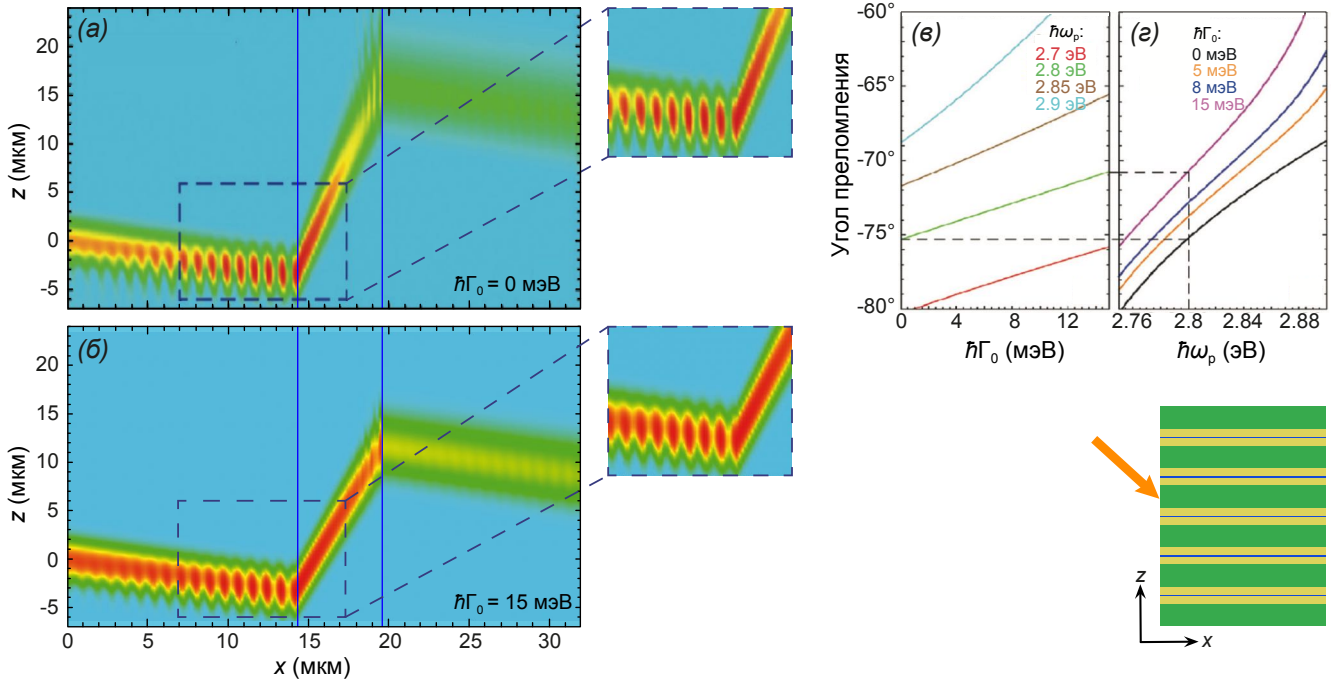 (а)
z (мкм)
20
15
10
5
0
-5
ħΓ₀ = 0 мэВ
(б)
z (мкм)
20
15
10
5
0
-5
ħΓ₀ = 15 мэВ
0 5 10 15 20 25 30
x (мкм)
Угол преломления
-60°
-65°
-70°
-75°
-80°
(в)
ħωₚ:
2.7 эВ
2.8 эВ
2.85 эВ
2.9 эВ
0 4 8 12
ħΓ₀ (мэВ)
(г)
ħΓ₀:
0 мэВ
5 мэВ
8 мэВ
15 мэВ
2.76 2.8 2.84 2.88
ħωₚ (эВ)
z
x